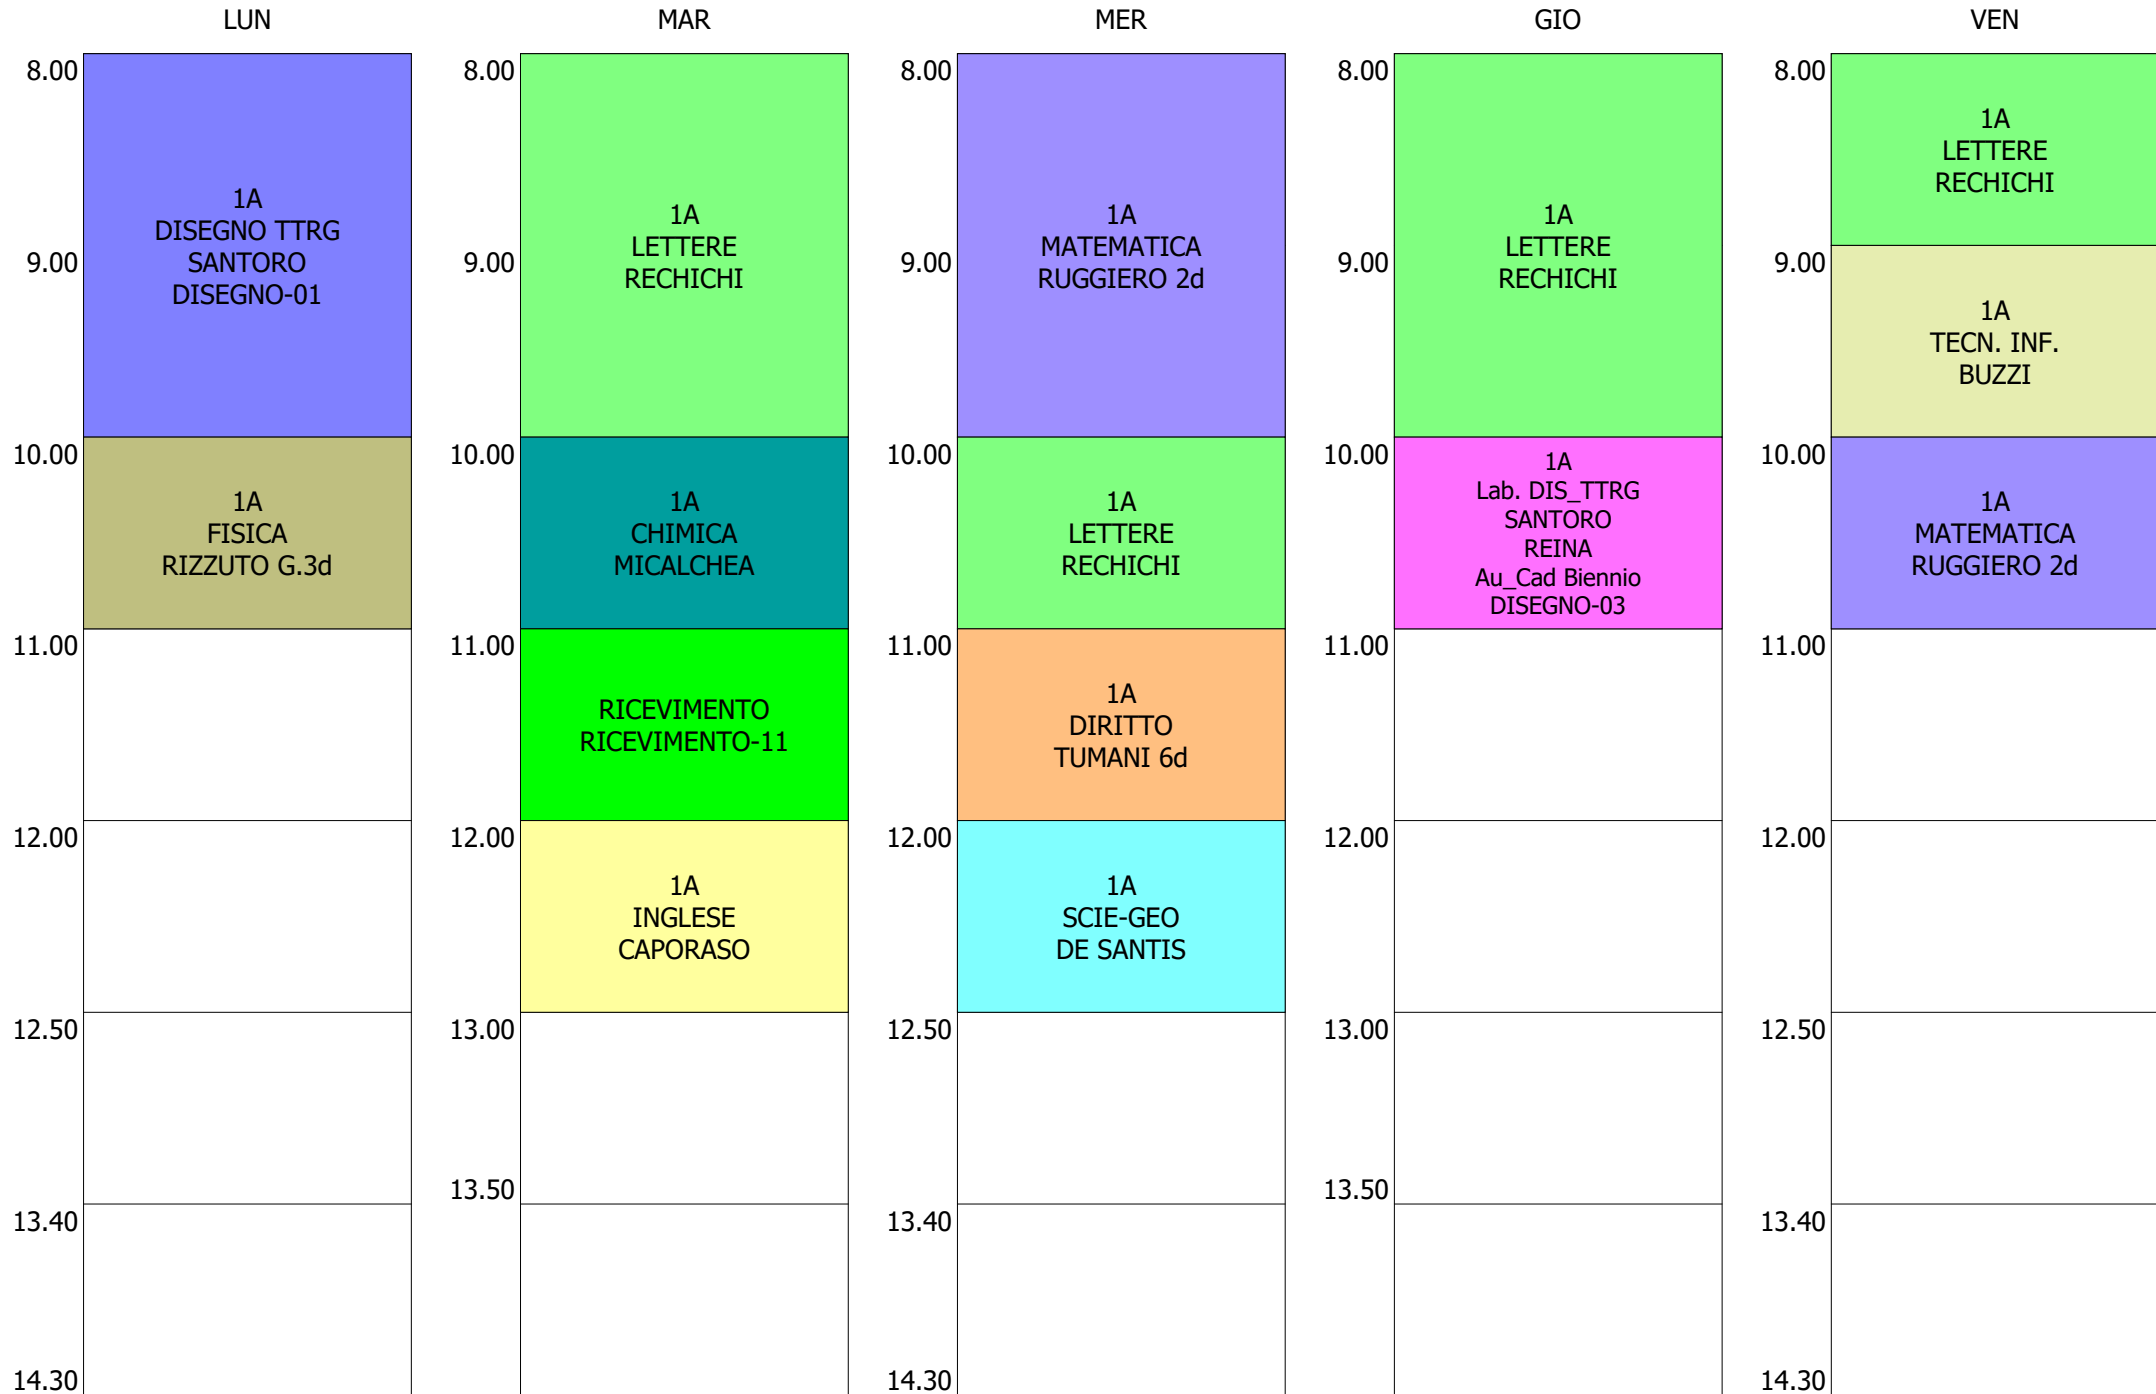 LUN
8.00
1A
DISEGNO TTRG
SANTORO
DISEGNO-01
9.00
10.00
1A
FISICA
RIZZUTO G.3d
11.00
12.00
12.50
13.40
14.30
MAR
8.00
1A
LETTERE
RECHICHI
9.00
10.00
1A
CHIMICA
MICALCHEA
11.00
RICEVIMENTO
RICEVIMENTO-11
12.00
1A
INGLESE
CAPORASO
13.00
13.50
MER
8.00
1A
MATEMATICA
RUGGIERO 2d
9.00
10.00
1A
LETTERE
RECHICHI
11.00
1A
DIRITTO
TUMANI 6d
12.00
1A
SCIE-GEO
DE SANTIS
12.50
13.40
14.30
GIO
8.00
1A
LETTERE
RECHICHI
9.00
10.00
1A
Lab. DIS_TTRG
SANTORO
REINA
Au_Cad Biennio
DISEGNO-03
11.00
12.00
13.00
13.50
VEN
8.00
1A
LETTERE
RECHICHI
9.00
1A
TECN. INF.
BUZZI
10.00
1A
MATEMATICA
RUGGIERO 2d
11.00
12.00
12.50
13.40
14.30